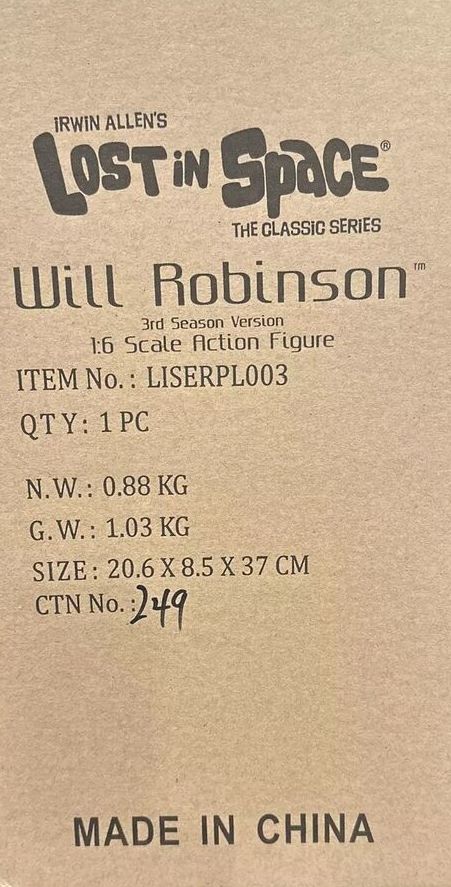 iRWiN ALLEN'S
LOST iN SPaCE®
THE CLASSiC SERiES
Will Robinson™
3rd Season Version
1:6 Scale Action Figure
ITEM No. : LISERPL003
QTY: 1 PC
N.W.: 0.88 KG
G.W.: 1.03 KG
SIZE: 20.6 X 8.5 X 37 CM
CTN No. : 249
MADE IN CHINA